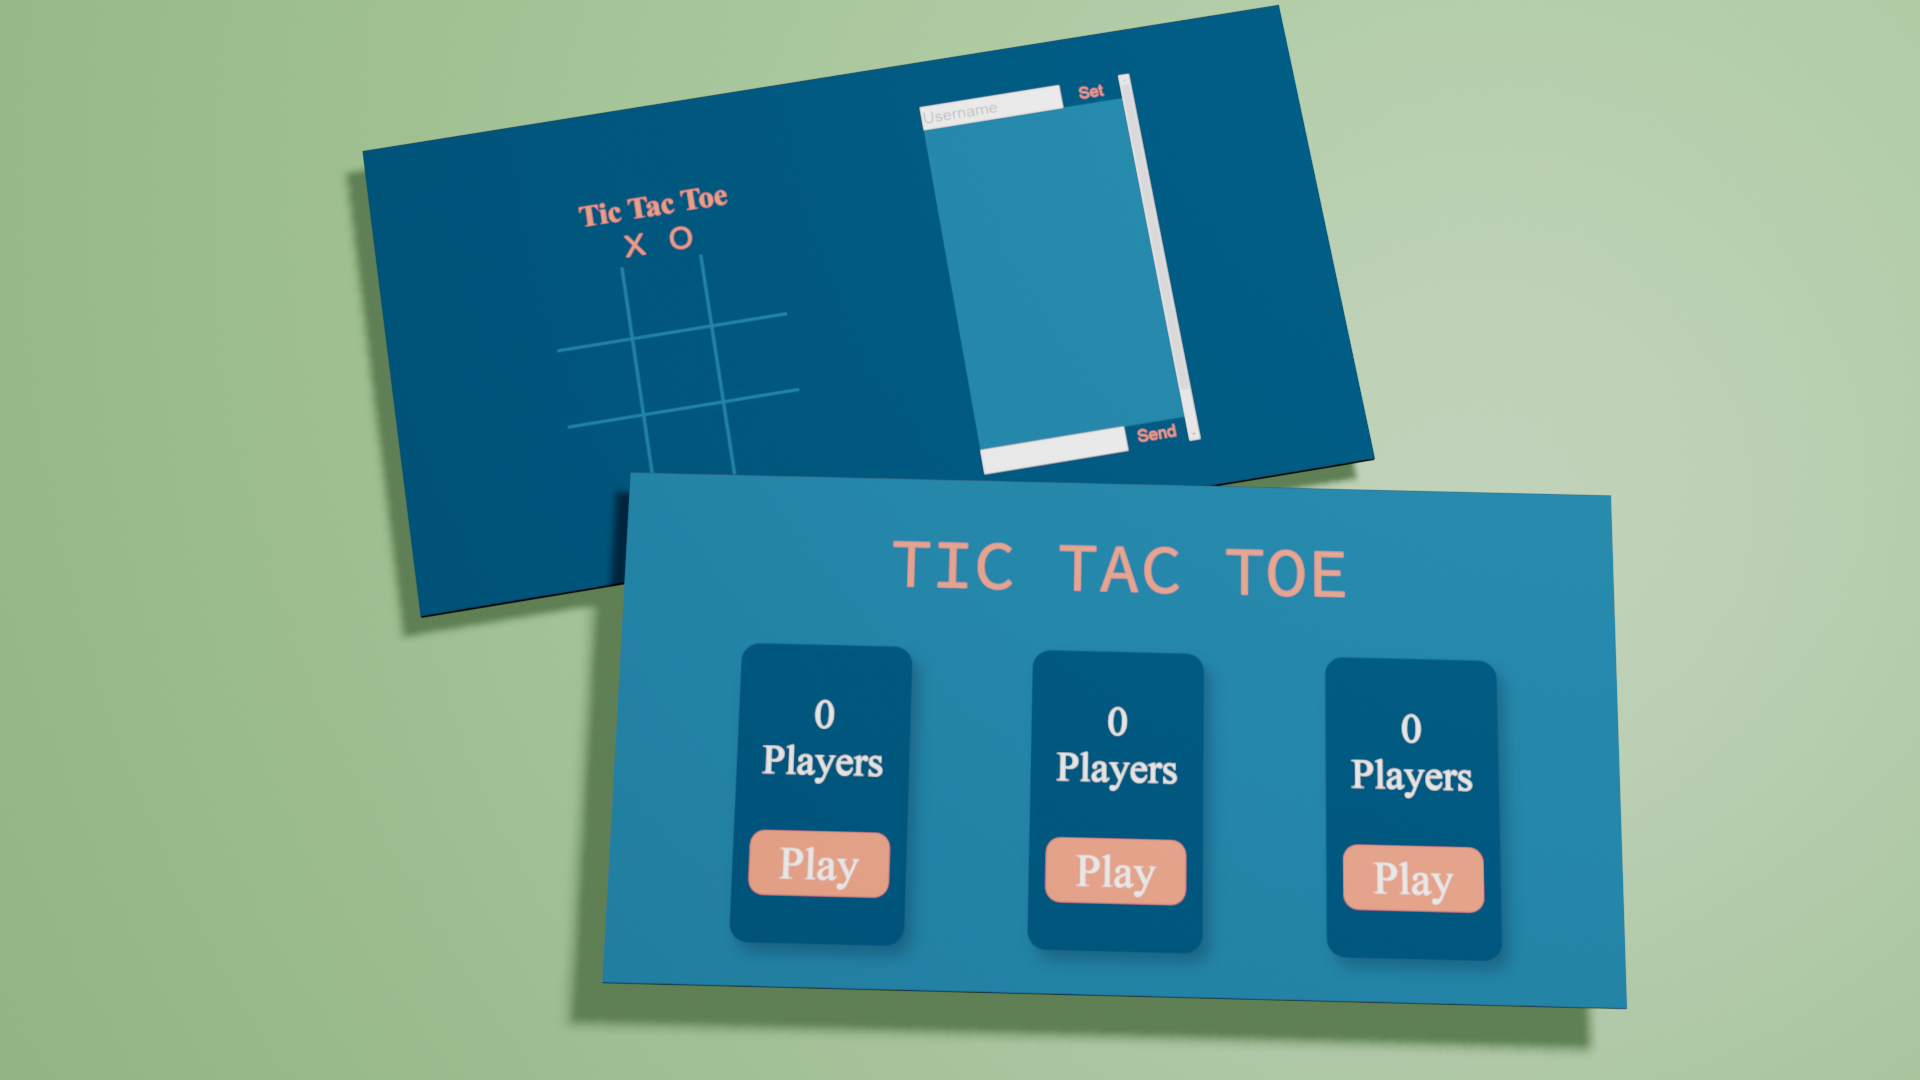 Username
Set
Tic Tac Toe
X O
Send
TIC TAC TOE
0
Players
Play
0
Players
Play
0
Players
Play